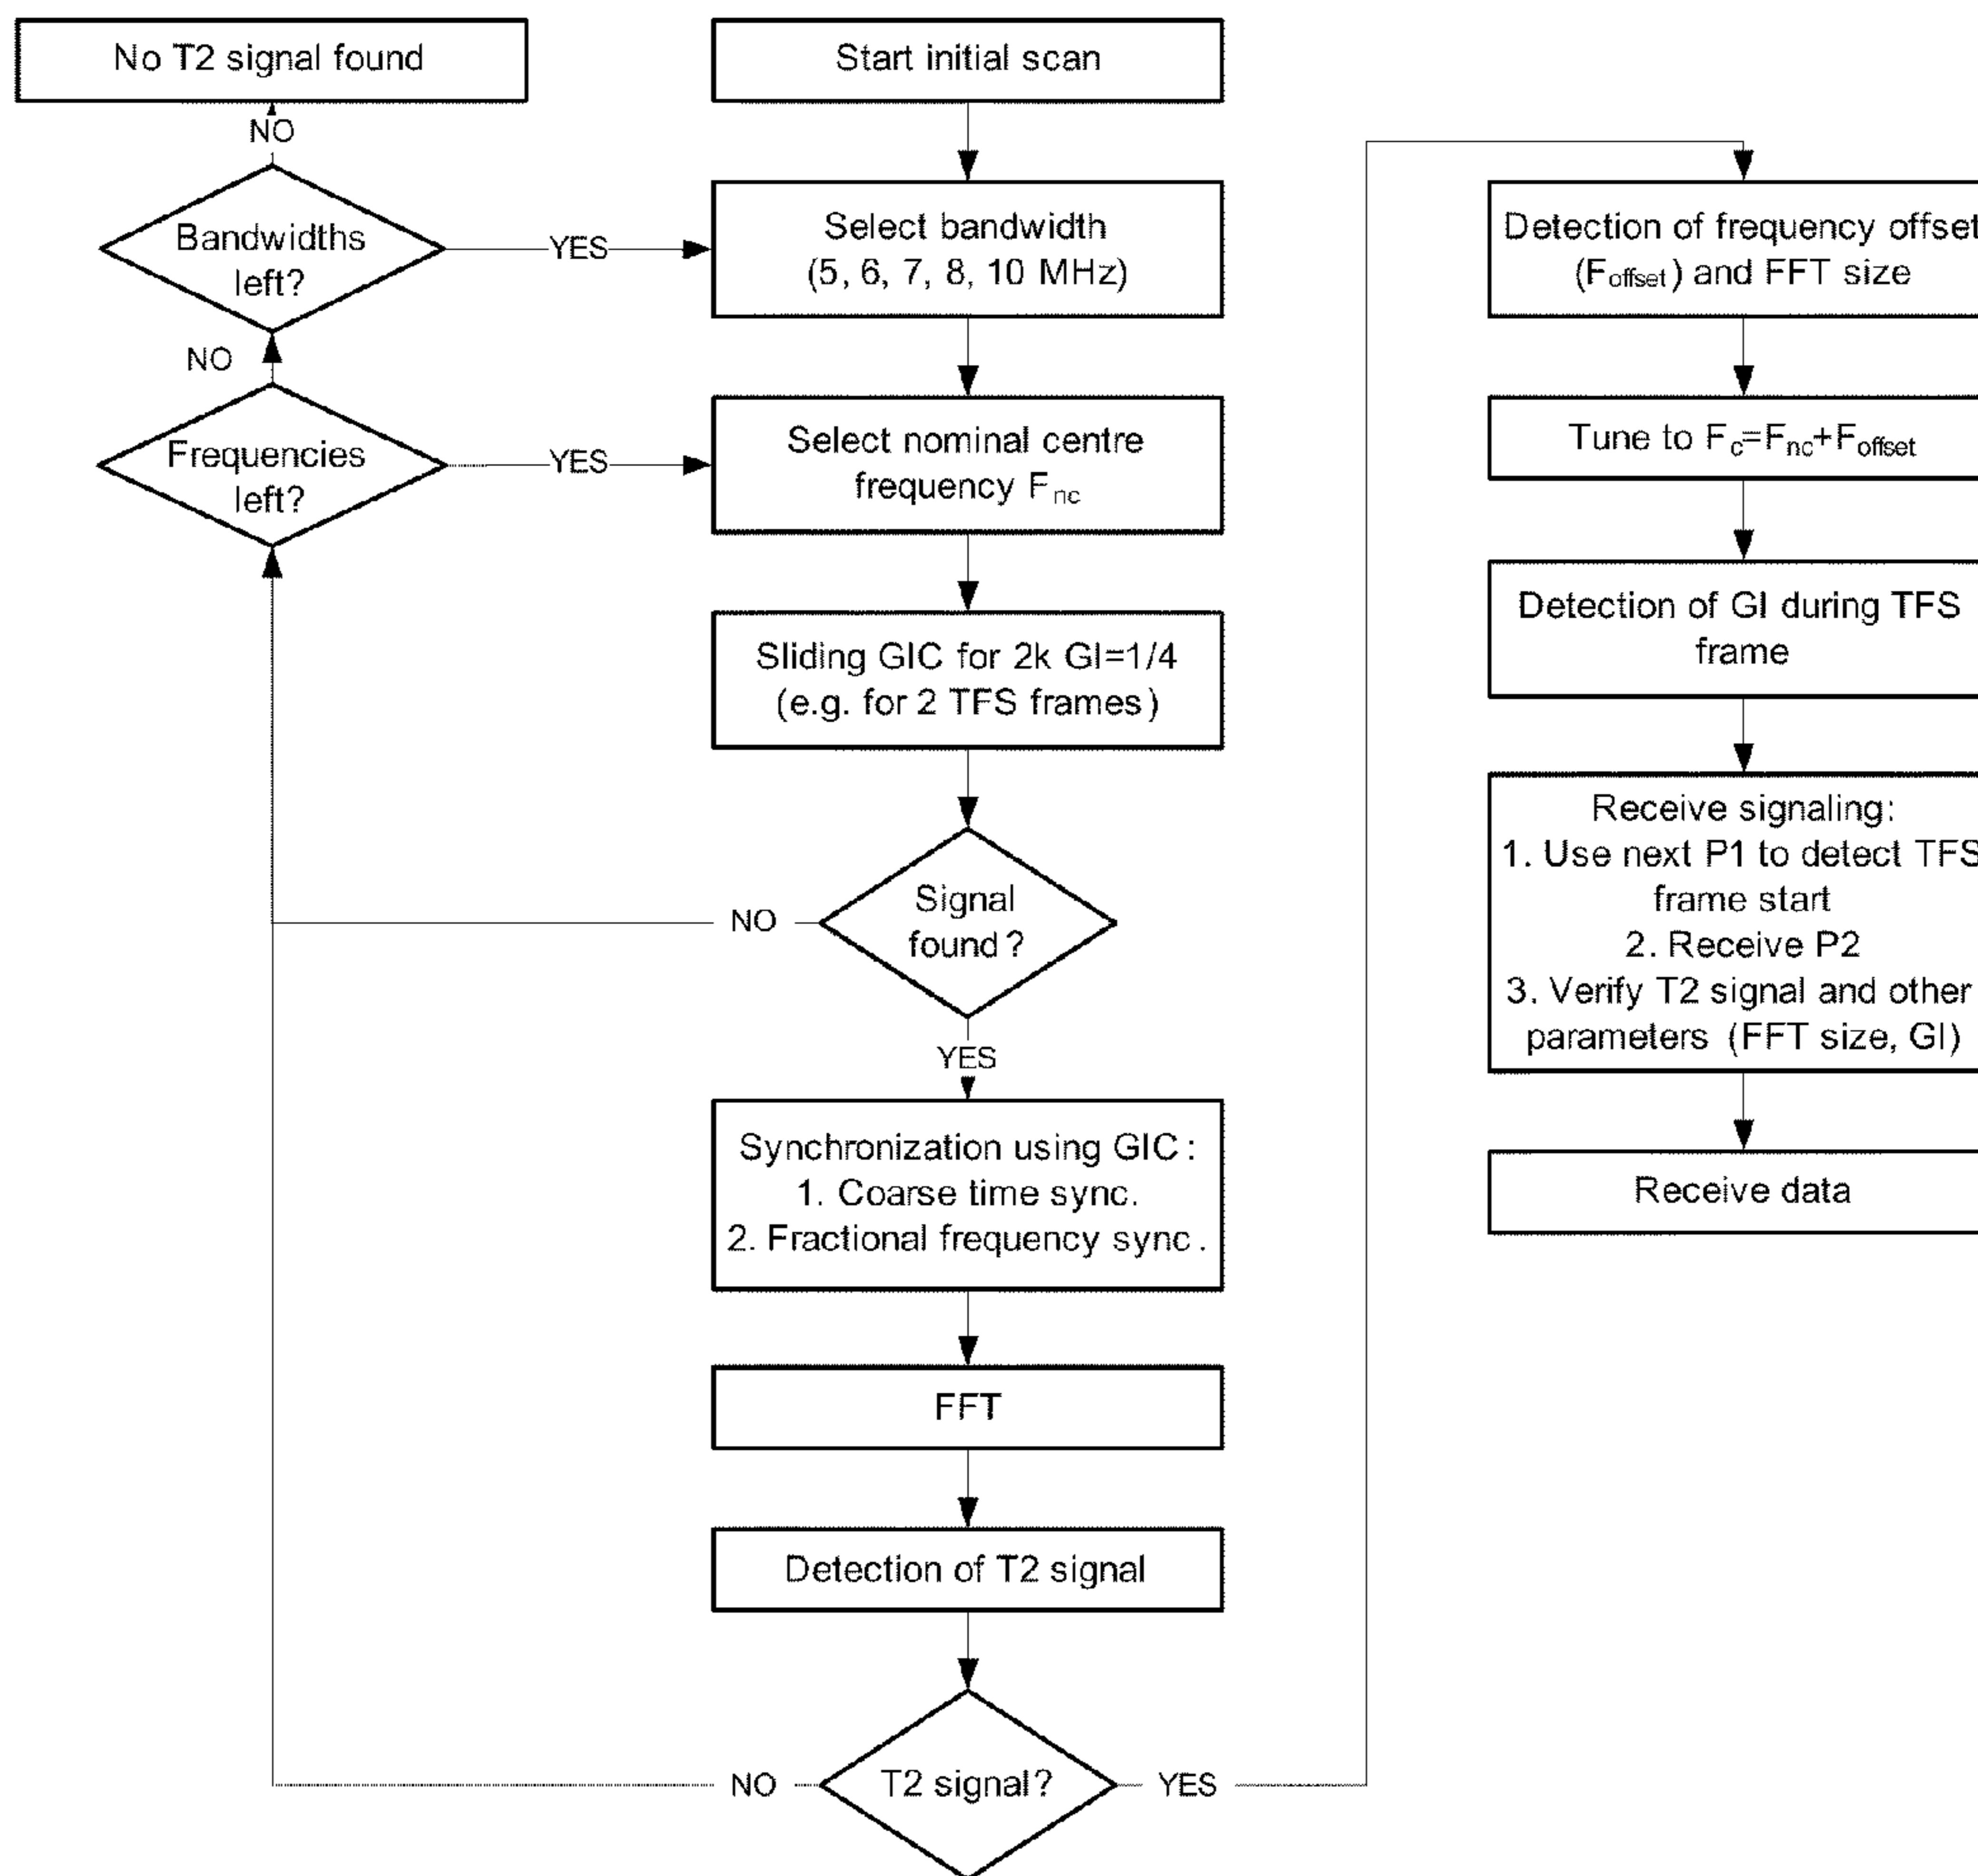 No T2 signal found
NO
Bandwidths
left?
YES
NO
Frequencies
left?
YES
Start initial scan
Select bandwidth
(5, 6, 7, 8, 10 MHz)
Select nominal centre
frequency Fnc
Sliding GIC for 2k GI=1/4
(e.g. for 2 TFS frames)
Signal
found?
NO
YES
Synchronization using GIC:
1. Coarse time sync.
2. Fractional frequency sync.
FFT
Detection of T2 signal
T2 signal?
NO
YES
Detection of frequency offset
(Foffset) and FFT size
Tune to Fc=Fnc+Foffset
Detection of GI during TFS
frame
Receive signaling:
1. Use next P1 to detect TFS
frame start
2. Receive P2
3. Verify T2 signal and other
parameters (FFT size, GI)
Receive data